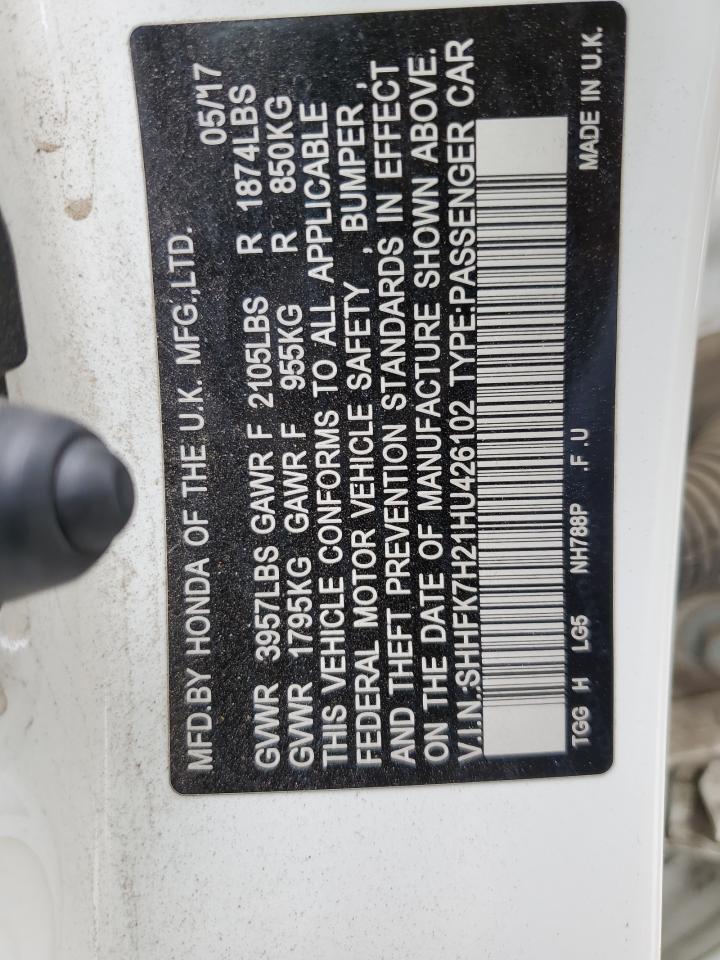 MFD.BY HONDA OF THE U.K. MFG.,LTD. 05/17
GVWR 3957LBS GAWR F 2105LBS R 1874LBS
GVWR 1795KG GAWR F 955KG R 850KG
THIS VEHICLE CONFORMS TO ALL APPLICABLE
FEDERAL MOTOR VEHICLE SAFETY , BUMPER ,
AND THEFT PREVENTION STANDARDS IN EFFECT
ON THE DATE OF MANUFACTURE SHOWN ABOVE.
V.I.N.:SHHFK7H21HU426102 TYPE:PASSENGER CAR
TGG H LG5 NH788P .F .U MADE IN U.K.